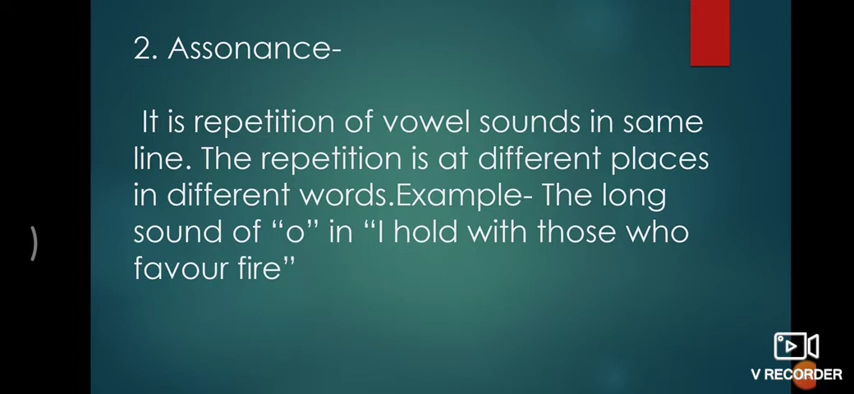 2. Assonance-
It is repetition of vowel sounds in same
line. The repetition is at different places
in different words.Example- The long
sound of “o” in “I hold with those who
favour fire”
V RECORDER